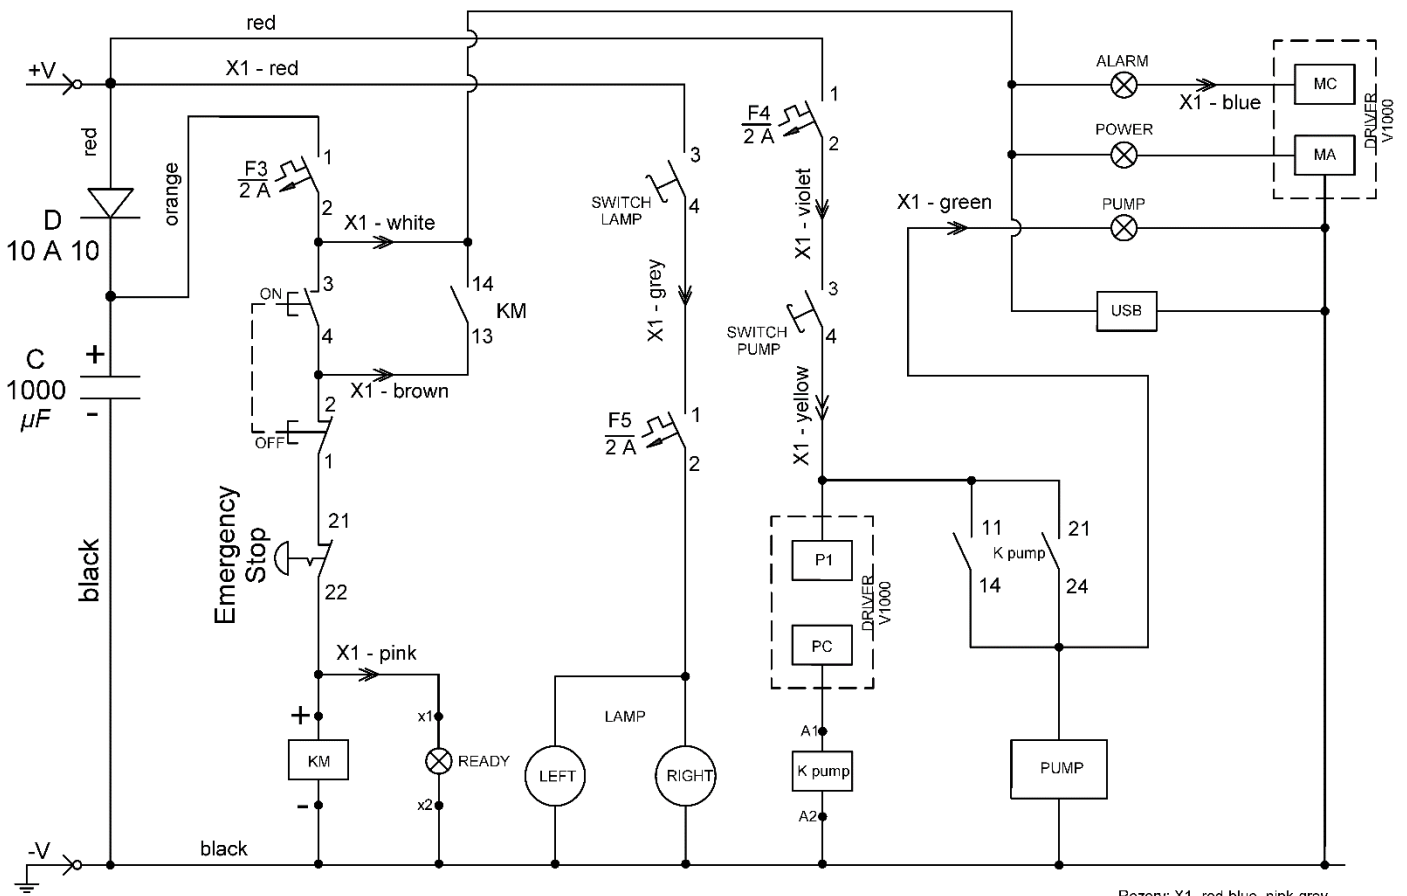 red
+V
X1 - red
ALARM
MC
X1 - blue
DRIVER
V1000
POWER
MA
red
orange
F3
2 A
1
2
X1 - white
3
SWITCH
LAMP
4
F4
2 A
1
2
X1 - violet
X1 - green
PUMP
D
10 A 10
ON
3
4
14
KM
13
X1 - grey
SWITCH
PUMP
3
4
USB
C
1000
µF
+
-
X1 - brown
OFF
2
1
F5
2 A
1
2
X1 - yellow
black
Emergency
Stop
21
22
P1
PC
DRIVER
V1000
11
14
K pump
21
24
X1 - pink
+
KM
-
x1
READY
x2
LAMP
LEFT
RIGHT
A1
K pump
A2
PUMP
-V
black